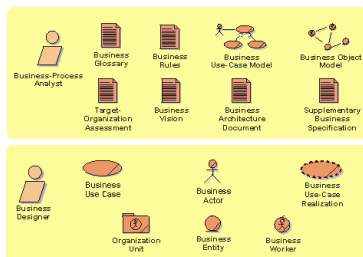 Business-Process
Analyst
Business
Glossary
Business
Rules
Business
Use-Case Model
Business Object
Model
Target-
Organization
Assessment
Business
Vision
Business
Architecture
Document
Supplementary
Business
Specification
Business
Designer
Business
Use Case
Business
Actor
Business
Use-Case
Realization
Organization
Unit
Business
Entity
Business
Worker